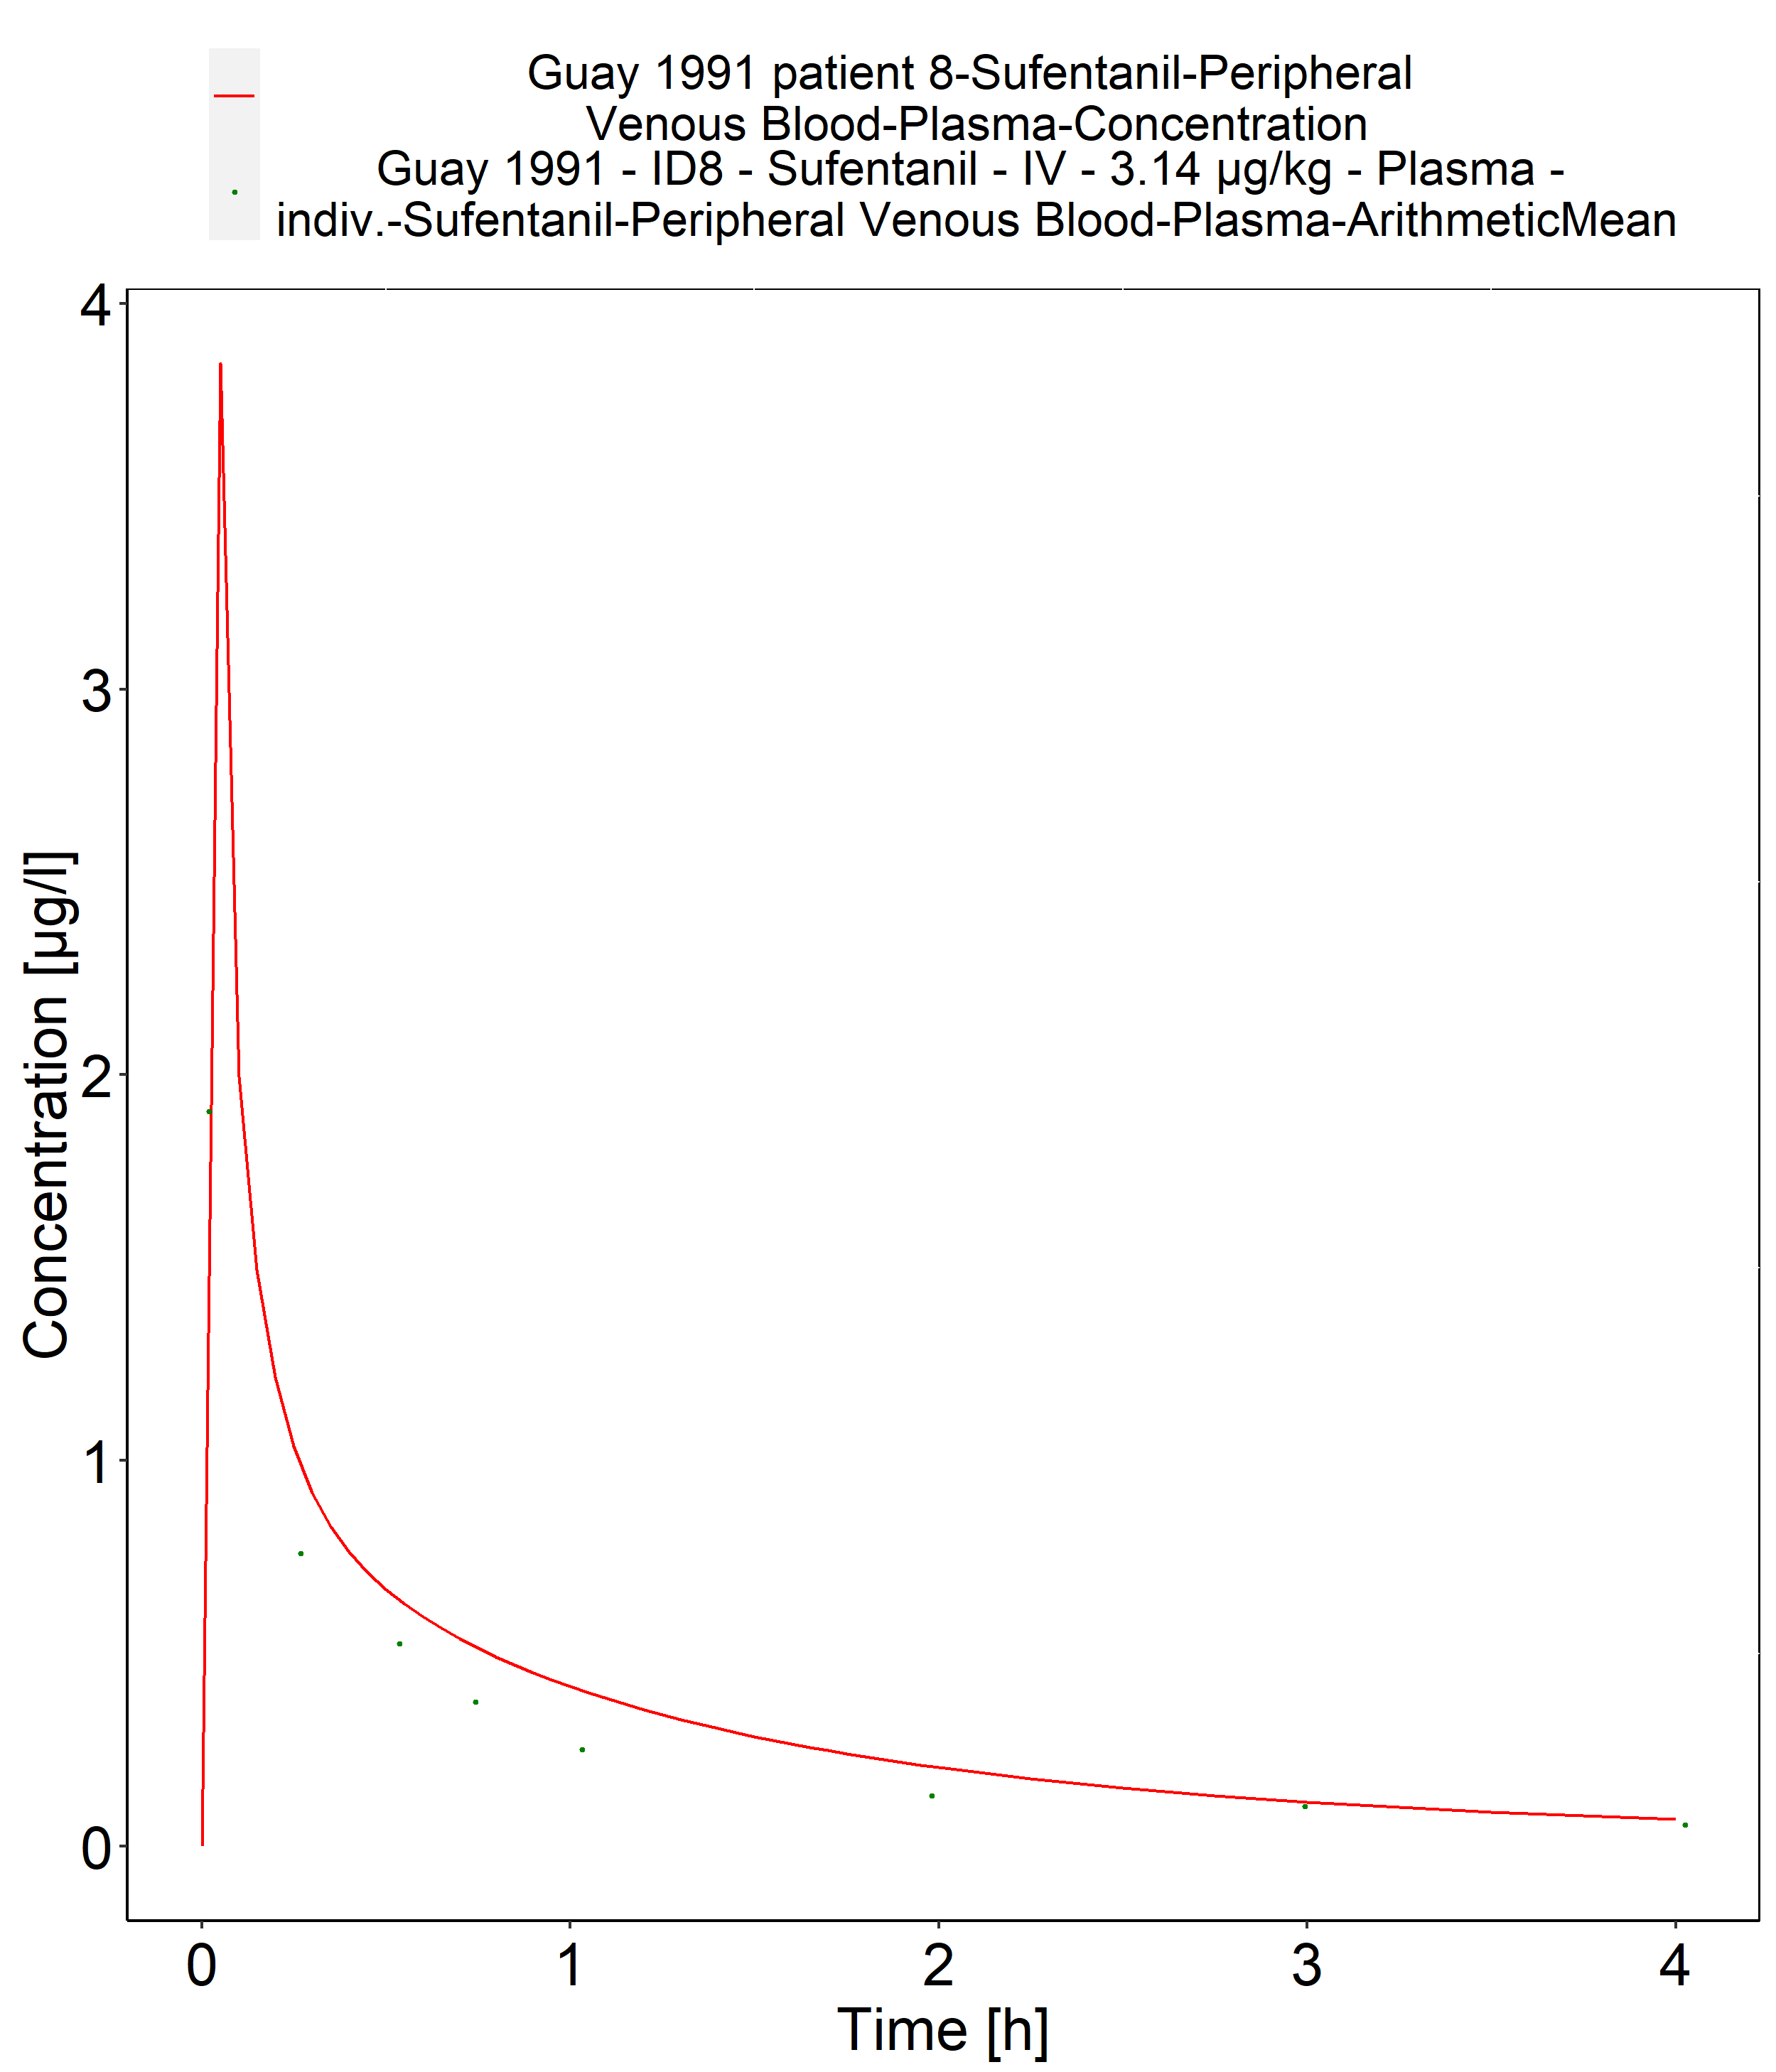 Guay 1991 patient 8-Sufentanil-Peripheral
Venous Blood-Plasma-Concentration
Guay 1991 - ID8 - Sufentanil - IV - 3.14 µg/kg - Plasma -
indiv.-Sufentanil-Peripheral Venous Blood-Plasma-ArithmeticMean
4
3
2
1
0
Concentration [µg/l]
0 1 2 3 4
Time [h]